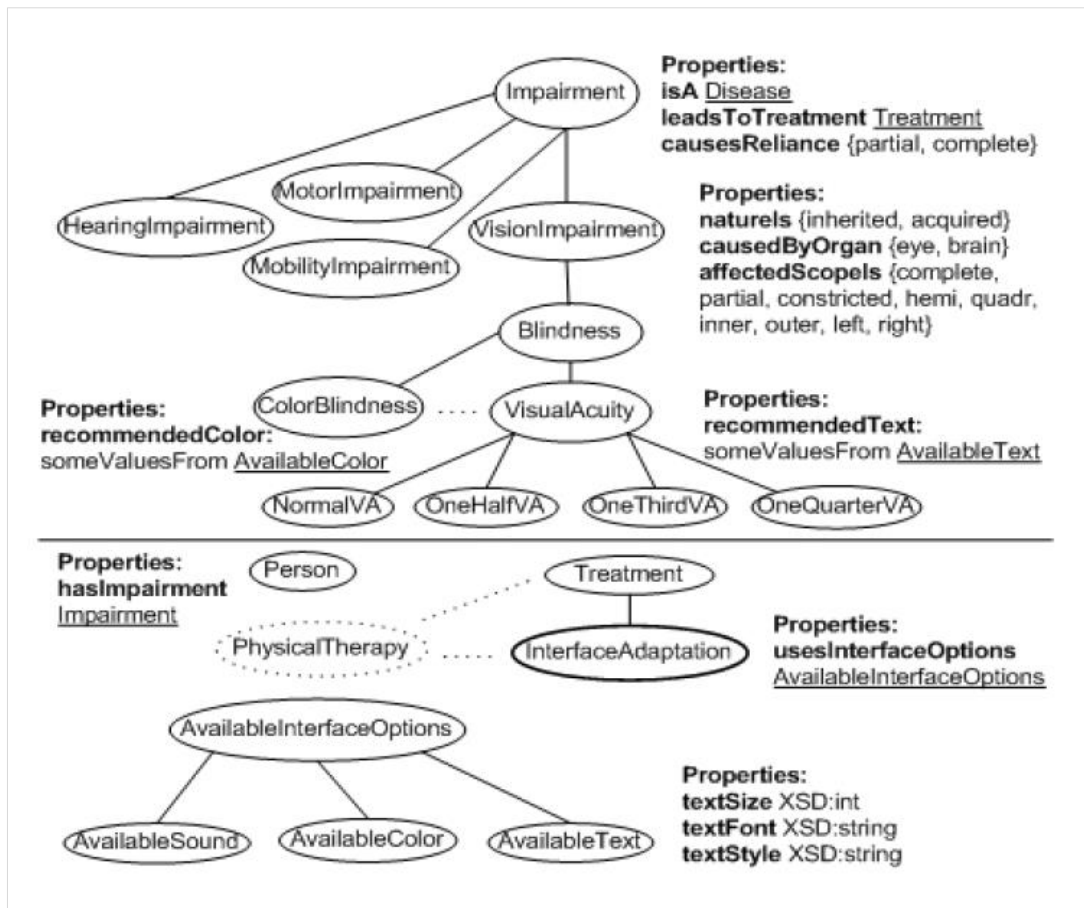 Impairment
Properties:
isA Disease
leadsToTreatment Treatment
causesReliance {partial, complete}
MotorImpairment
HearingImpairment
VisionImpairment
MobilityImpairment
Properties:
natureIs {inherited, acquired}
causedByOrgan {eye, brain}
affectedScopeIs {complete,
partial, constricted, hemi, quadr,
inner, outer, left, right}
Blindness
ColorBlindness
VisualAcuity
Properties:
recommendedColor:
someValuesFrom AvailableColor
Properties:
recommendedText:
someValuesFrom AvailableText
NormalVA
OneHalfVA
OneThirdVA
OneQuarterVA
Properties:
hasImpairment
Impairment
Person
Treatment
PhysicalTherapy
InterfaceAdaptation
Properties:
usesInterfaceOptions
AvailableInterfaceOptions
AvailableInterfaceOptions
AvailableSound
AvailableColor
AvailableText
Properties:
textSize XSD:int
textFont XSD:string
textStyle XSD:string